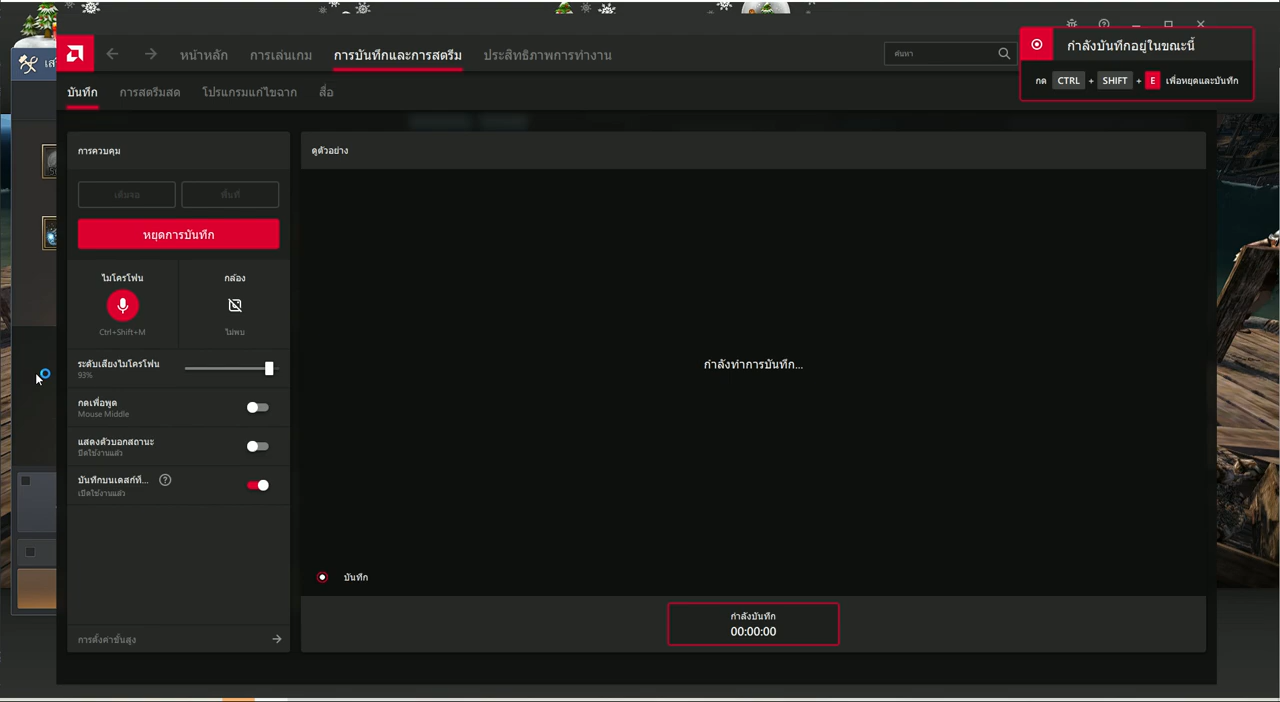 เส
กำลังบันทึกอยู่ในขณะนี้
กด CTRL + SHIFT + E เพื่อหยุดและบันทึก
หน้าหลัก การเล่นเกม การบันทึกและการสตรีม ประสิทธิภาพการทำงาน
ค้นหา
บันทึก การสตรีมสด โปรแกรมแก้ไขฉาก สื่อ
การควบคุม
ดูตัวอย่าง
เต็มจอ พื้นที่
หยุดการบันทึก
ไมโครโฟน กล้อง
Ctrl+Shift+M ไม่พบ
ระดับเสียงไมโครโฟน
93%
กำลังทำการบันทึก...
กดเพื่อพูด
Mouse Middle
แสดงตัวบอกสถานะ
ปิดใช้งานแล้ว
บันทึกบนเดสก์ท็... ?
เปิดใช้งานแล้ว
บันทึก
กำลังบันทึก
00:00:00
การตั้งค่าขั้นสูง